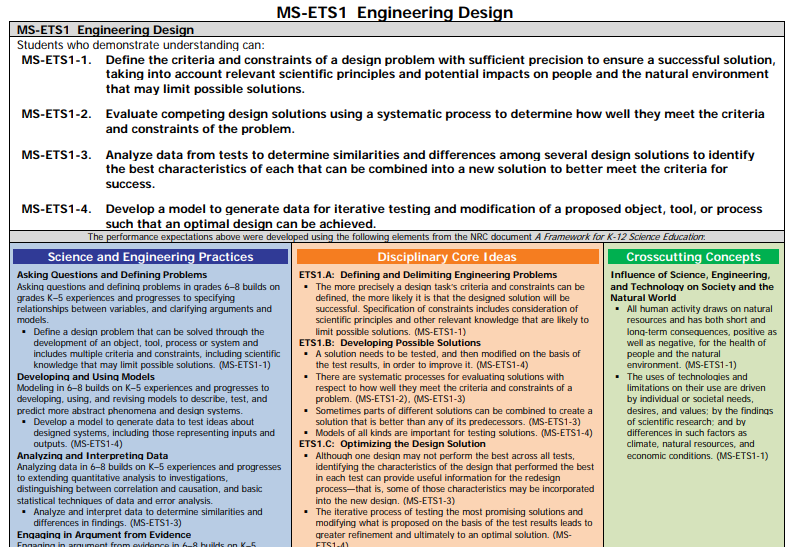 MS-ETS1 Engineering Design
MS-ETS1 Engineering Design
Students who demonstrate understanding can:
MS-ETS1-1. Define the criteria and constraints of a design problem with sufficient precision to ensure a successful solution,
taking into account relevant scientific principles and potential impacts on people and the natural environment
that may limit possible solutions.
MS-ETS1-2. Evaluate competing design solutions using a systematic process to determine how well they meet the criteria
and constraints of the problem.
MS-ETS1-3. Analyze data from tests to determine similarities and differences among several design solutions to identify
the best characteristics of each that can be combined into a new solution to better meet the criteria for
success.
MS-ETS1-4. Develop a model to generate data for iterative testing and modification of a proposed object, tool, or process
such that an optimal design can be achieved.
The performance expectations above were developed using the following elements from the NRC document A Framework for K-12 Science Education:
Science and Engineering Practices
Asking Questions and Defining Problems
Asking questions and defining problems in grades 6–8 builds on
grades K–5 experiences and progresses to specifying
relationships between variables, and clarifying arguments and
models.
▪ Define a design problem that can be solved through the
development of an object, tool, process or system and
includes multiple criteria and constraints, including scientific
knowledge that may limit possible solutions. (MS-ETS1-1)
Developing and Using Models
Modeling in 6–8 builds on K–5 experiences and progresses to
developing, using, and revising models to describe, test, and
predict more abstract phenomena and design systems.
▪ Develop a model to generate data to test ideas about
designed systems, including those representing inputs and
outputs. (MS-ETS1-4)
Analyzing and Interpreting Data
Analyzing data in 6–8 builds on K–5 experiences and progresses
to extending quantitative analysis to investigations,
distinguishing between correlation and causation, and basic
statistical techniques of data and error analysis.
▪ Analyze and interpret data to determine similarities and
differences in findings. (MS-ETS1-3)
Engaging in Argument from Evidence
Engaging in argument from evidence in 6–8 builds on K–5
Disciplinary Core Ideas
ETS1.A: Defining and Delimiting Engineering Problems
▪ The more precisely a design task's criteria and constraints can be
defined, the more likely it is that the designed solution will be
successful. Specification of constraints includes consideration of
scientific principles and other relevant knowledge that are likely to
limit possible solutions. (MS-ETS1-1)
ETS1.B: Developing Possible Solutions
▪ A solution needs to be tested, and then modified on the basis of
the test results, in order to improve it. (MS-ETS1-4)
▪ There are systematic processes for evaluating solutions with
respect to how well they meet the criteria and constraints of a
problem. (MS-ETS1-2), (MS-ETS1-3)
▪ Sometimes parts of different solutions can be combined to create a
solution that is better than any of its predecessors. (MS-ETS1-3)
▪ Models of all kinds are important for testing solutions. (MS-ETS1-4)
ETS1.C: Optimizing the Design Solution
▪ Although one design may not perform the best across all tests,
identifying the characteristics of the design that performed the best
in each test can provide useful information for the redesign
process—that is, some of those characteristics may be incorporated
into the new design. (MS-ETS1-3)
▪ The iterative process of testing the most promising solutions and
modifying what is proposed on the basis of the test results leads to
greater refinement and ultimately to an optimal solution. (MS-
ETS1-4)
Crosscutting Concepts
Influence of Science, Engineering,
and Technology on Society and the
Natural World
▪ All human activity draws on natural
resources and has both short and
long-term consequences, positive as
well as negative, for the health of
people and the natural
environment. (MS-ETS1-1)
▪ The uses of technologies and
limitations on their use are driven
by individual or societal needs,
desires, and values; by the findings
of scientific research; and by
differences in such factors as
climate, natural resources, and
economic conditions. (MS-ETS1-1)